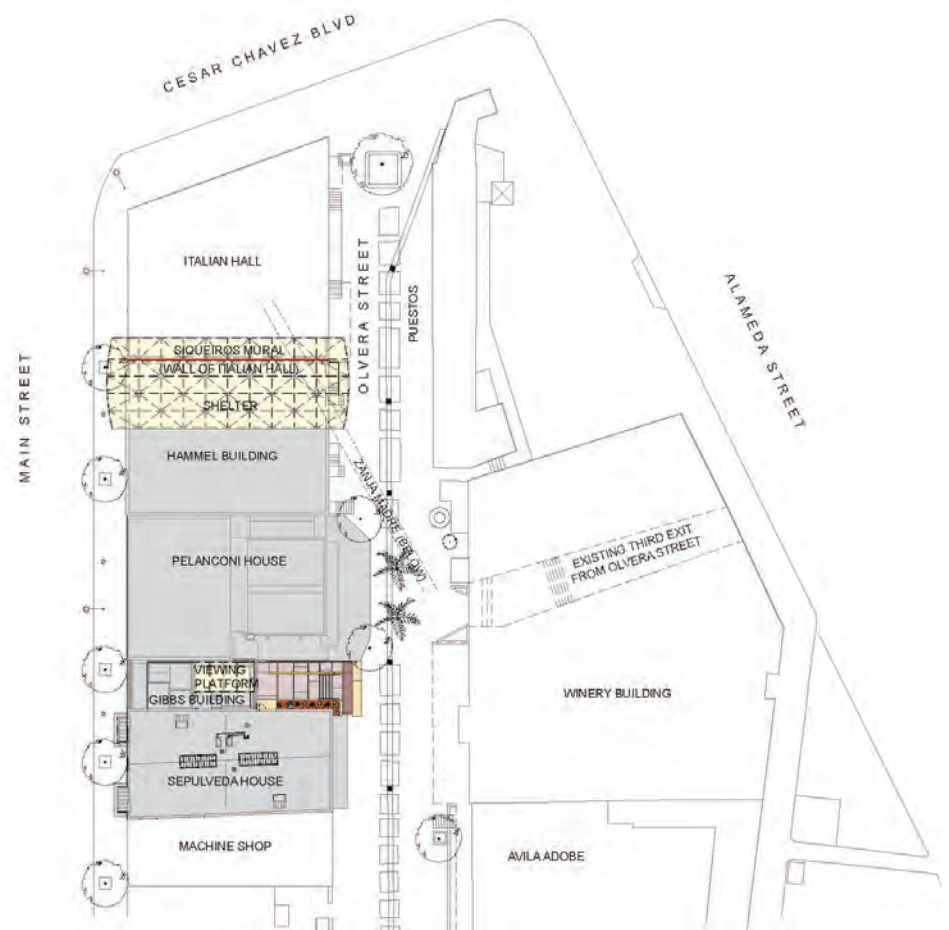 CESAR CHAVEZ BLVD
ITALIAN HALL
OLVERA STREET
PUESTOS
ALAMEDA STREET
MAIN STREET
SIQUEIROS MURAL
(WALL OF ITALIAN HALL)
SHELTER
HAMMEL BUILDING
ZANJA MADRE (BELOW)
PELANCONI HOUSE
EXISTING THIRD EXIT
FROM OLVERA STREET
VIEWING
PLATFORM
GIBBS BUILDING
WINERY BUILDING
SEPULVEDA HOUSE
MACHINE SHOP
AVILA ADOBE